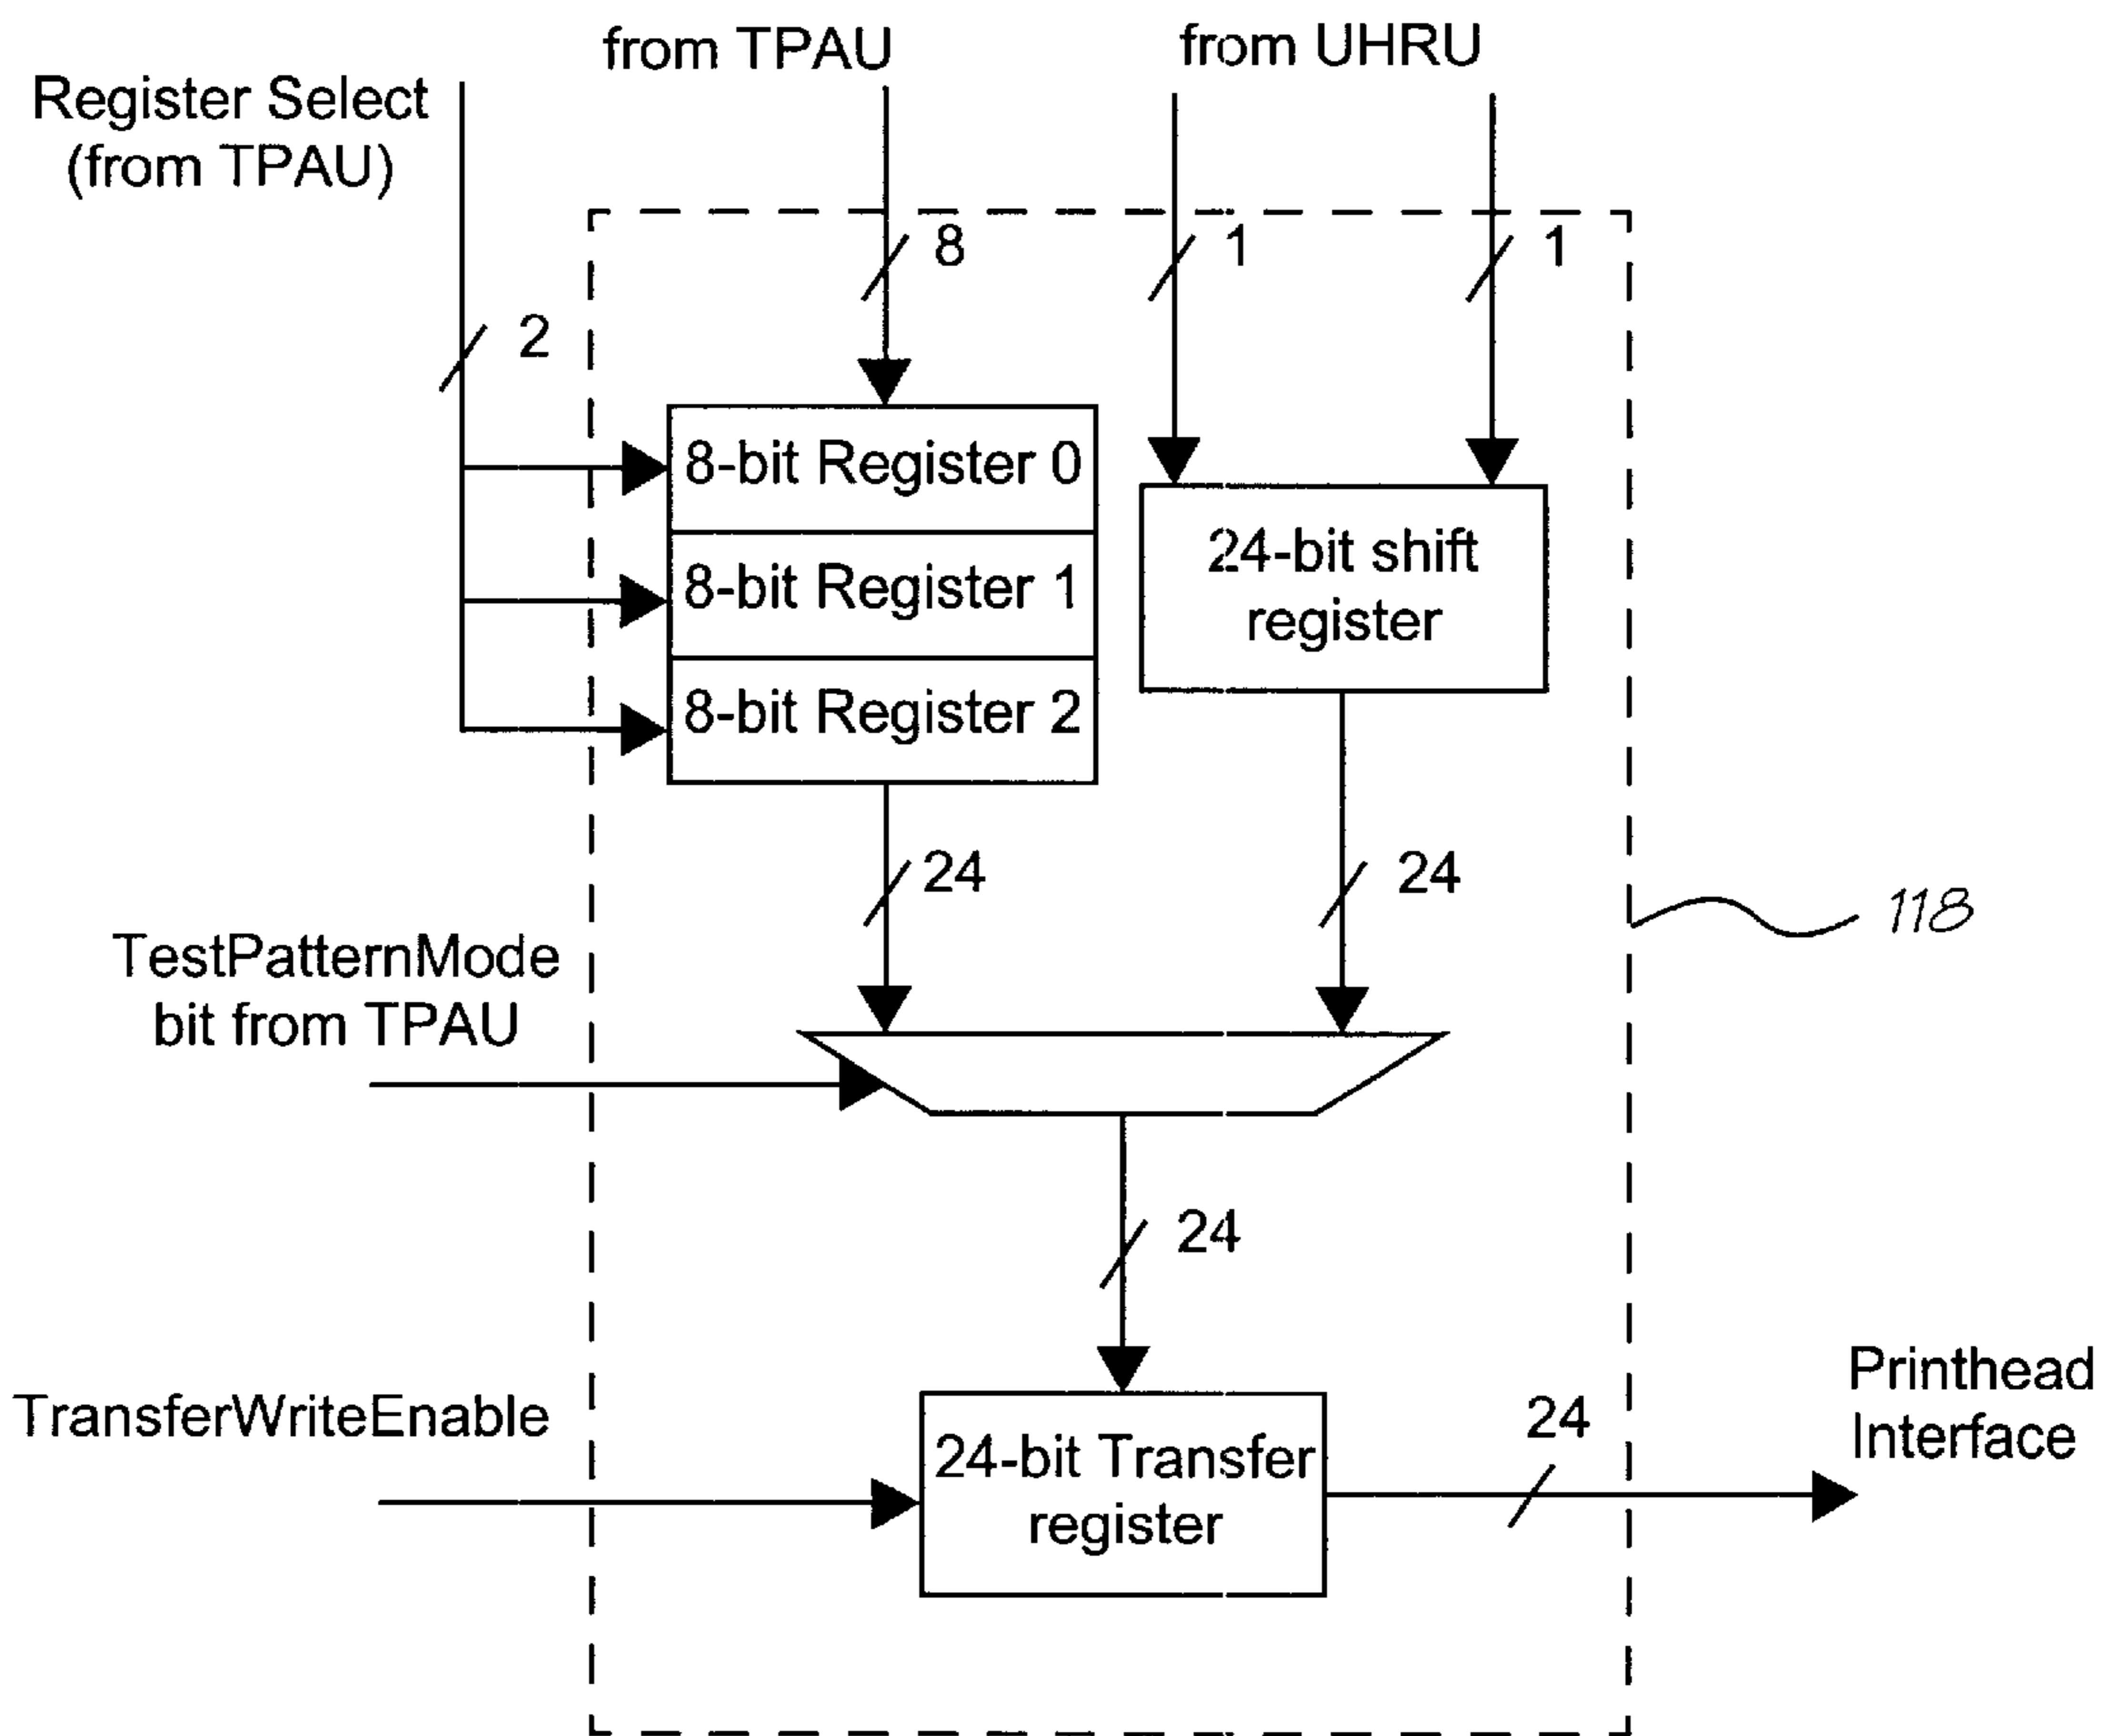 from TPAU
from UHRU
Register Select
(from TPAU)
8
1
1
2
8-bit Register 0
8-bit Register 1
8-bit Register 2
24-bit shift
register
24
24
118
TestPatternMode
bit from TPAU
24
TransferWriteEnable
24-bit Transfer
register
24
Printhead
Interface